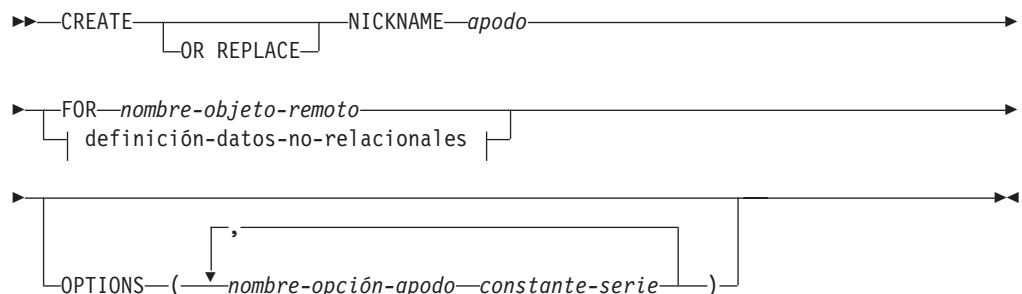 CREATE NICKNAME apodo
OR REPLACE
FOR nombre-objeto-remoto
definición-datos-no-relacionales
,
OPTIONS ( nombre-opción-apodo constante-serie )